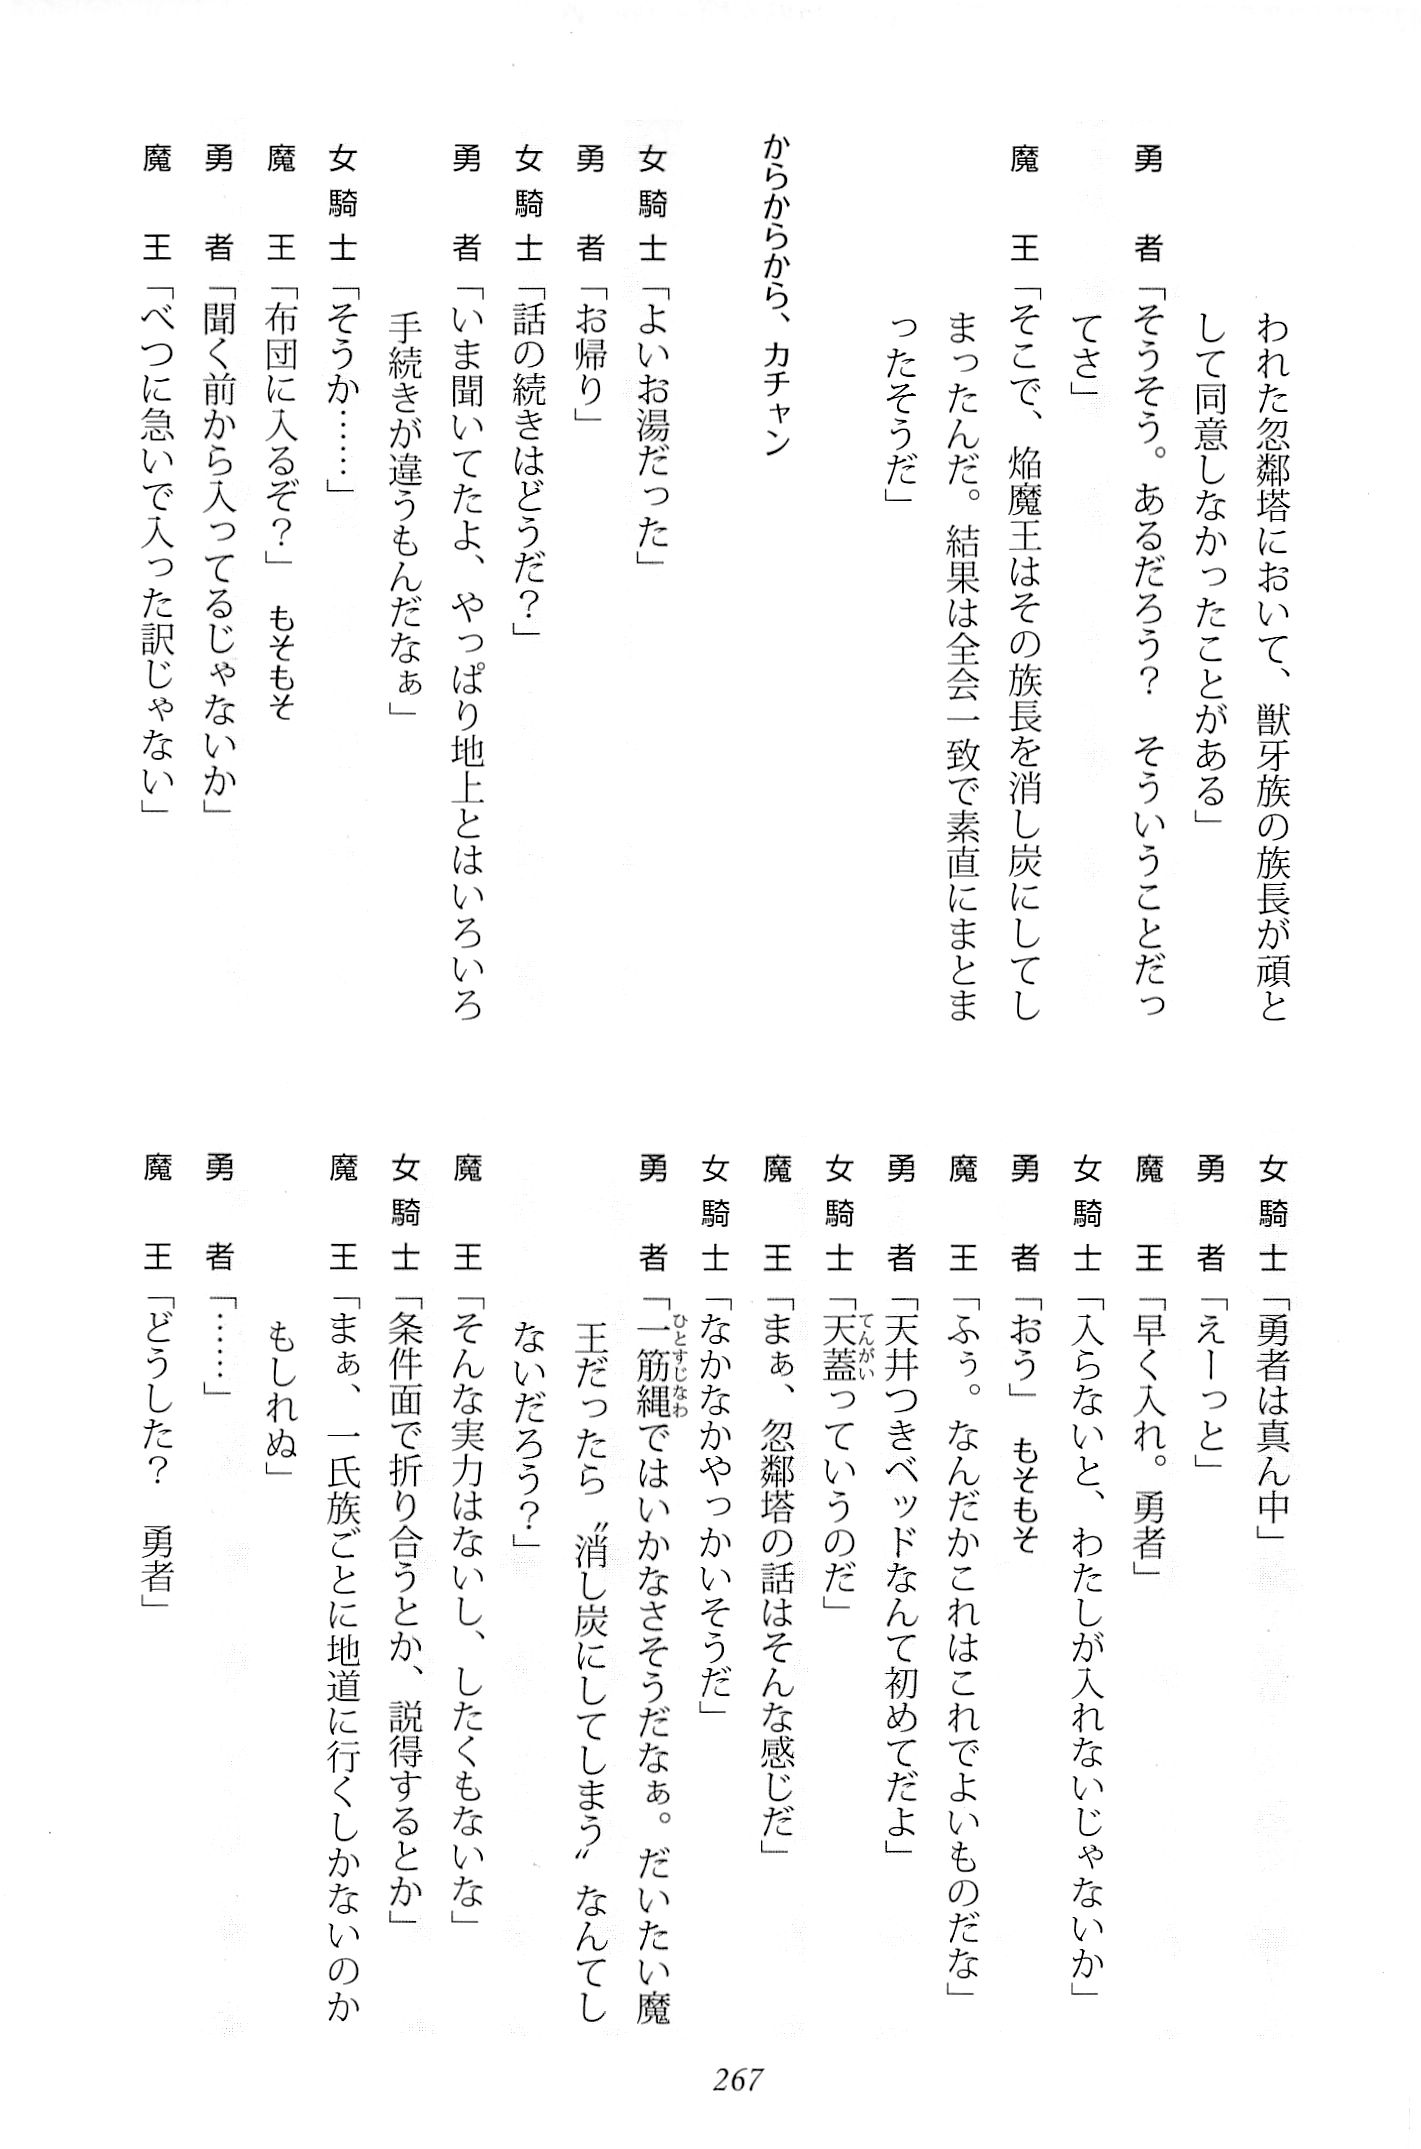 われた忽鄰塔において、獣牙族の族長が頑と
して同意しなかったことがある」
勇　者「そうそう。あるだろう？　そういうことだっ
てさ」
魔　王「そこで、焔魔王はその族長を消し炭にしてし
まったんだ。結果は全会一致で素直にまとま
ったそうだ」
からからから、カチャン
女騎士「よいお湯だった」
勇　者「お帰り」
女騎士「話の続きはどうだ？」
勇　者「いま聞いてたよ、やっぱり地上とはいろいろ
手続きが違うもんだなぁ」
女騎士「そうか……」
魔　王「布団に入るぞ？」　もそもそ
勇　者「聞く前から入ってるじゃないか」
魔　王「べつに急いで入った訳じゃない」
女騎士「勇者は真ん中」
勇　者「えーっと」
魔　王「早く入れ。勇者」
女騎士「入らないと、わたしが入れないじゃないか」
勇　者「おう」　もそもそ
魔　王「ふぅ。なんだかこれはこれでよいものだな」
勇　者「天井つきベッドなんて初めてだよ」
女騎士「天蓋っていうのだ」
魔　王「まぁ、忽鄰塔の話はそんな感じだ」
女騎士「なかなかやっかいそうだ」
勇　者「一筋縄ではいかなさそうだなぁ。だいたい魔
王だったら〝消し炭にしてしまう〟なんてし
ないだろう？」
魔　王「そんな実力はないし、したくもないな」
女騎士「条件面で折り合うとか、説得するとか」
魔　王「まぁ、一氏族ごとに地道に行くしかないのか
もしれぬ」
勇　者「……」
魔　王「どうした？　勇者」
267